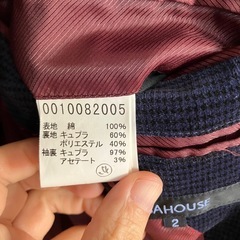 0010082005
表地 綿 100%
裏地 キュプラ 60%
ポリエステル 40%
袖裏 キュプラ 97%
アセテート 3%
AHOUSE
2